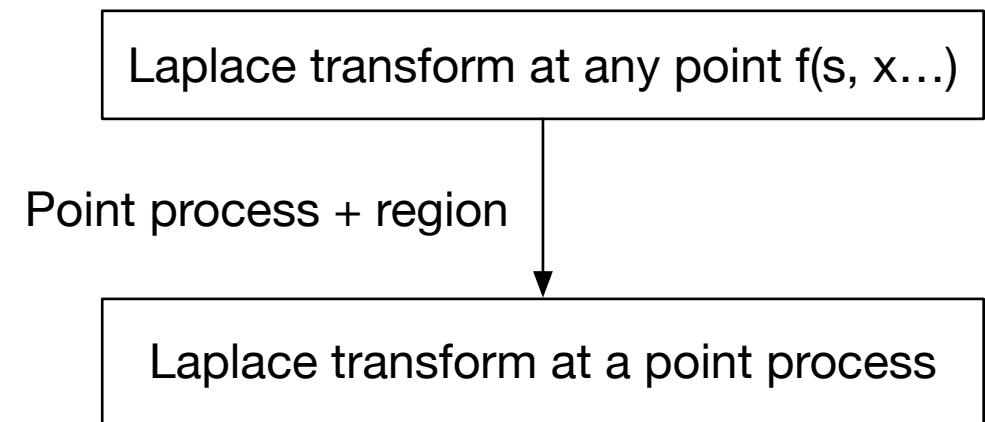 Laplace transform at any point f(s, x…)
Point process + region
Laplace transform at a point process